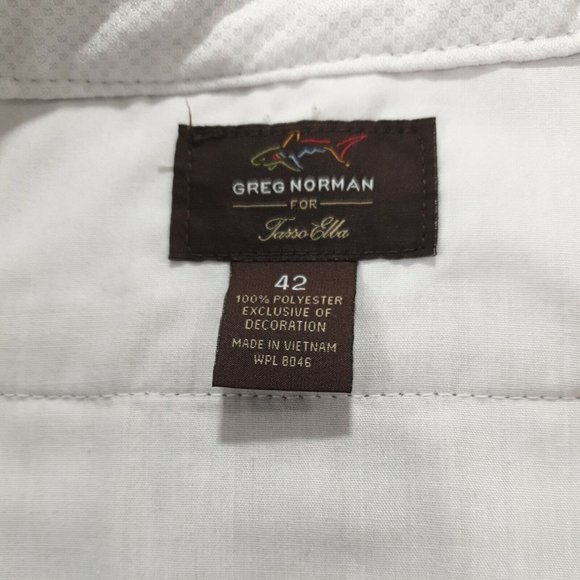 GREG NORMAN
FOR
Tasso Elba
42
100% POLYESTER
EXCLUSIVE OF
DECORATION
MADE IN VIETNAM
WPL 8046